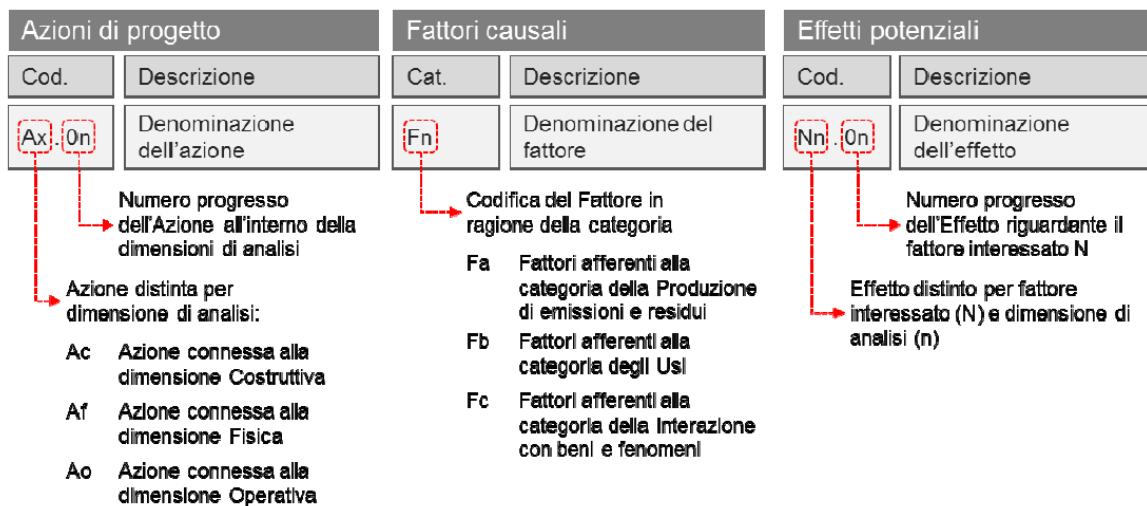 Azioni di progetto
Cod.
Descrizione
Ax.0n
Denominazione
dell'azione
Numero progresso
dell'Azione all'interno della
dimensioni di analisi
Azione distinta per
dimensione di analisi:
Ac Azione connessa alla
dimensione Costruttiva
Af Azione connessa alla
dimensione Fisica
Ao Azione connessa alla
dimensione Operativa
Fattori causali
Cat.
Descrizione
Fn
Denominazione del
fattore
Codifica del Fattore in
ragione della categoria
Fa Fattori afferenti alla
categoria della Produzione
di emissioni e residui
Fb Fattori afferenti alla
categoria degli Usi
Fc Fattori afferenti alla
categoria della Interazione
con beni e fenomeni
Effetti potenziali
Cod.
Descrizione
Nn.0n
Denominazione
dell'effetto
Numero progresso
dell'Effetto riguardante il
fattore interessato N
Effetto distinto per fattore
interessato (N) e dimensione di
analisi (n)